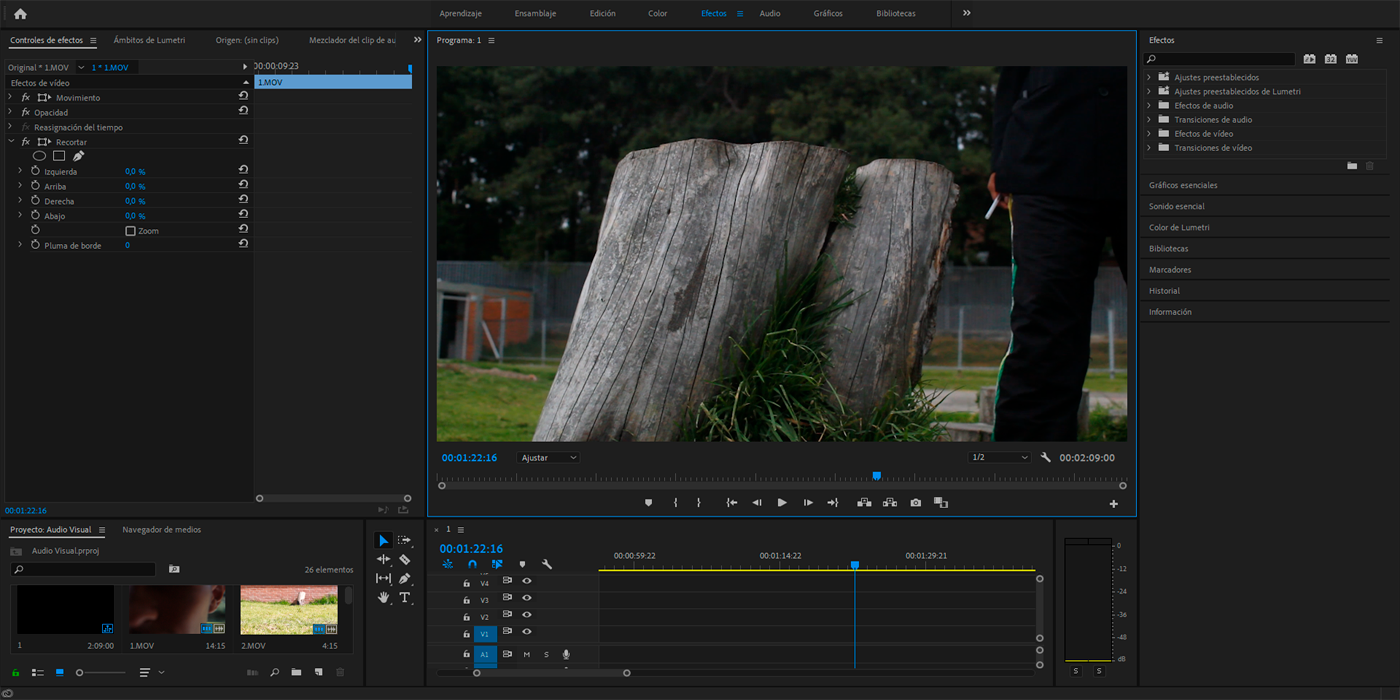 Aprendizaje Ensamblaje Edición Color Efectos Audio Gráficos Bibliotecas
Controles de efectos Ámbitos de Lumetri Origen: (sin clips) Mezclador del clip de au
Original * 1.MOV 1 * 1.MOV
Efectos de vídeo
fx Movimiento
fx Opacidad
fx Reasignación del tiempo
fx Recortar
Izquierda 0,0 %
Arriba 0,0 %
Derecha 0,0 %
Abajo 0,0 %
Zoom
Pluma de borde 0
00:00:09:23
1.MOV
00:01:22:16
Programa: 1
00:01:22:16 Ajustar 1/2 00:02:09:00
Efectos
32 YUV
Ajustes preestablecidos
Ajustes preestablecidos de Lumetri
Efectos de audio
Transiciones de audio
Efectos de vídeo
Transiciones de vídeo
Gráficos esenciales
Sonido esencial
Color de Lumetri
Bibliotecas
Marcadores
Historial
Información
Proyecto: Audio Visual Navegador de medios
Audio Visual.prproj
26 elementos
1 2:09:00 1.MOV 14:15 2.MOV 4:15
T
1
00:01:22:16
00:00:59:22 00:01:14:22 00:01:29:21
V4
V3
V2
V1
A1 M S
0
-12
-24
-36
-48
dB
S S